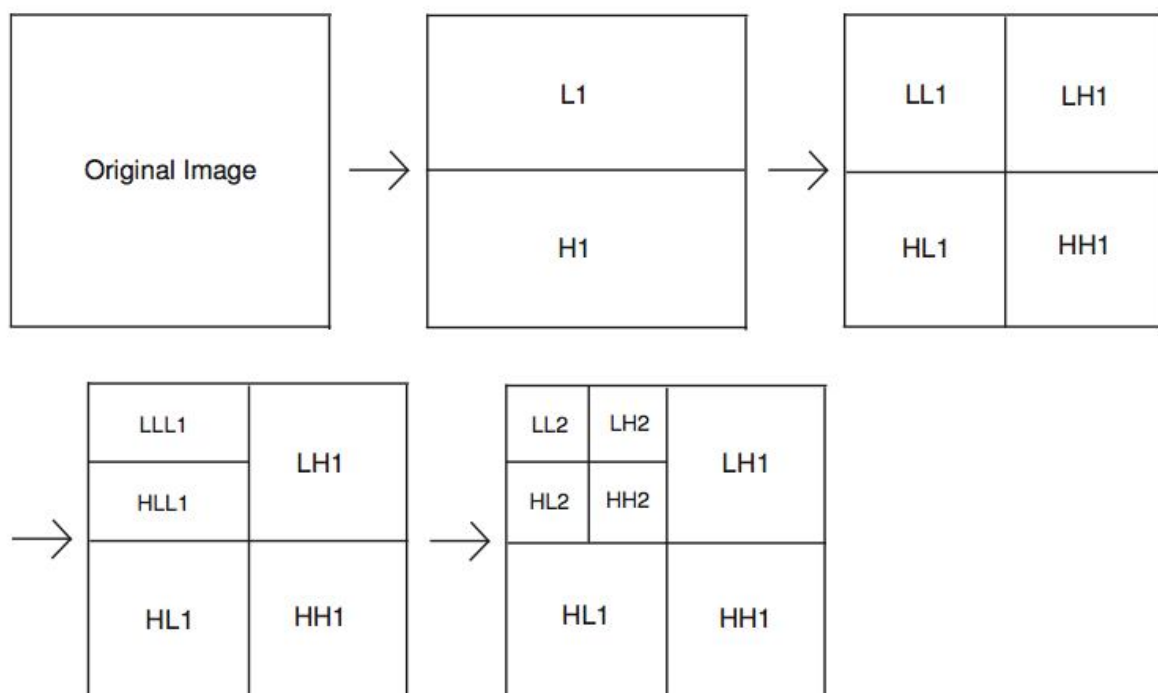 Original Image
L1
H1
LL1 LH1
HL1 HH1
LLL1
HLL1
LH1
HL1 HH1
LL2 LH2
HL2 HH2
LH1
HL1 HH1